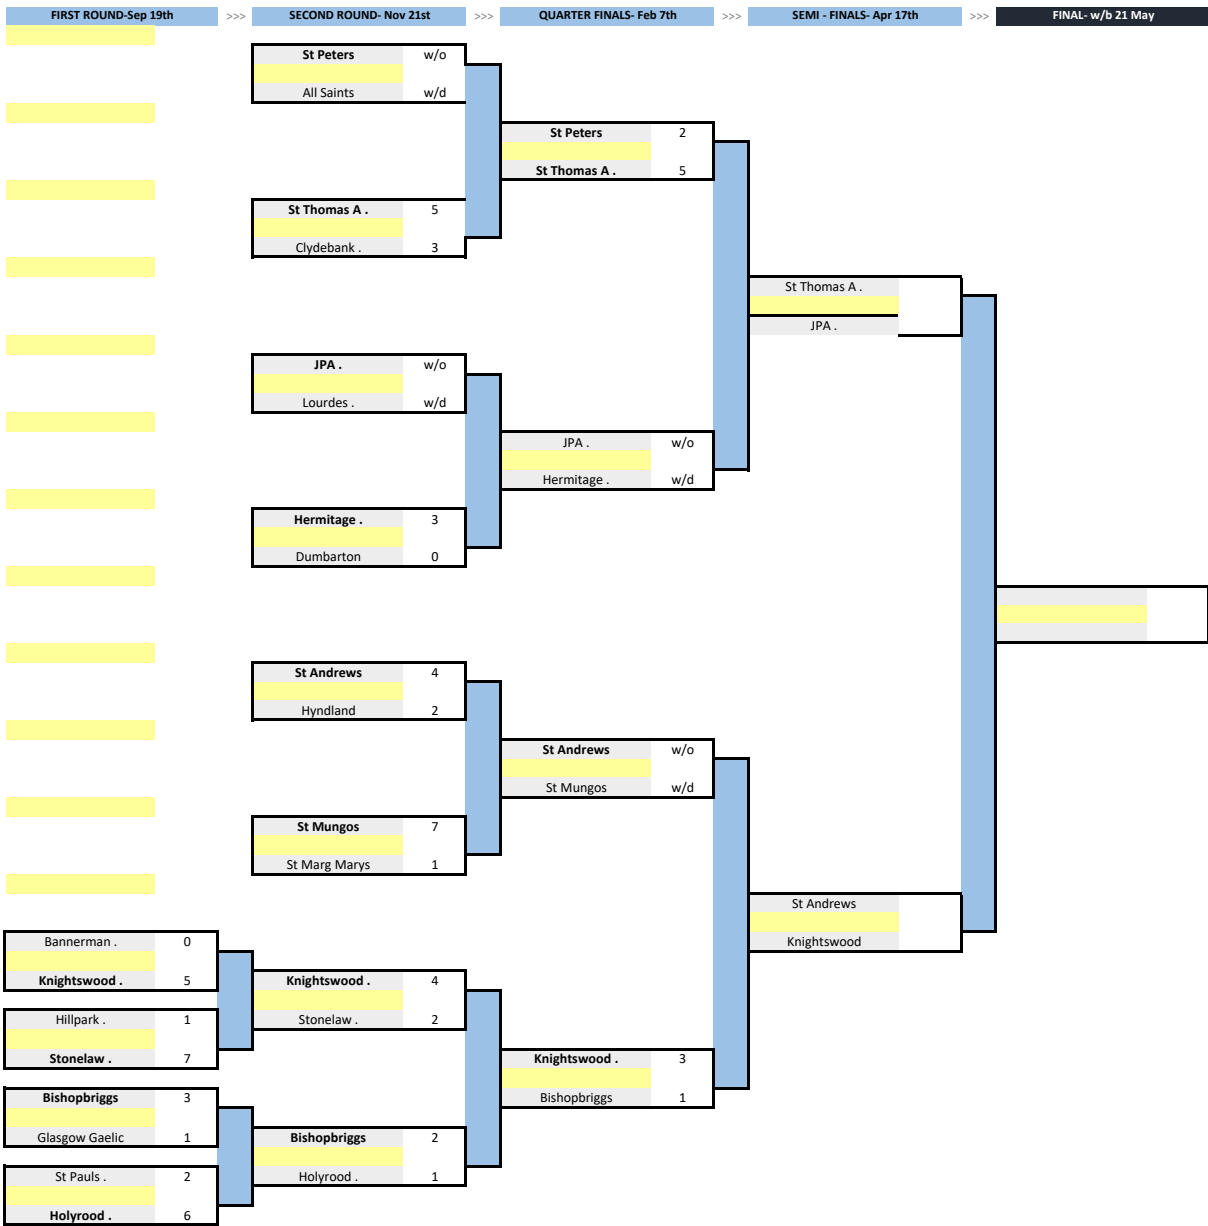 FIRST ROUND-Sep 19th >>> SECOND ROUND- Nov 21st >>> QUARTER FINALS- Feb 7th >>> SEMI - FINALS- Apr 17th >>> FINAL- w/b 21 May
St Peters w/o
All Saints w/d
St Peters 2
St Thomas A . 5
St Thomas A . 5
Clydebank . 3
St Thomas A .
JPA .
JPA . w/o
Lourdes . w/d
JPA . w/o
Hermitage . w/d
Hermitage . 3
Dumbarton 0
St Andrews 4
Hyndland 2
St Andrews w/o
St Mungos w/d
St Mungos 7
St Marg Marys 1
St Andrews
Knightswood
Bannerman . 0
Knightswood . 5
Knightswood . 4
Stonelaw . 2
Hillpark . 1
Stonelaw . 7
Knightswood . 3
Bishopbriggs 1
Bishopbriggs 3
Glasgow Gaelic 1
Bishopbriggs 2
Holyrood . 1
St Pauls . 2
Holyrood . 6